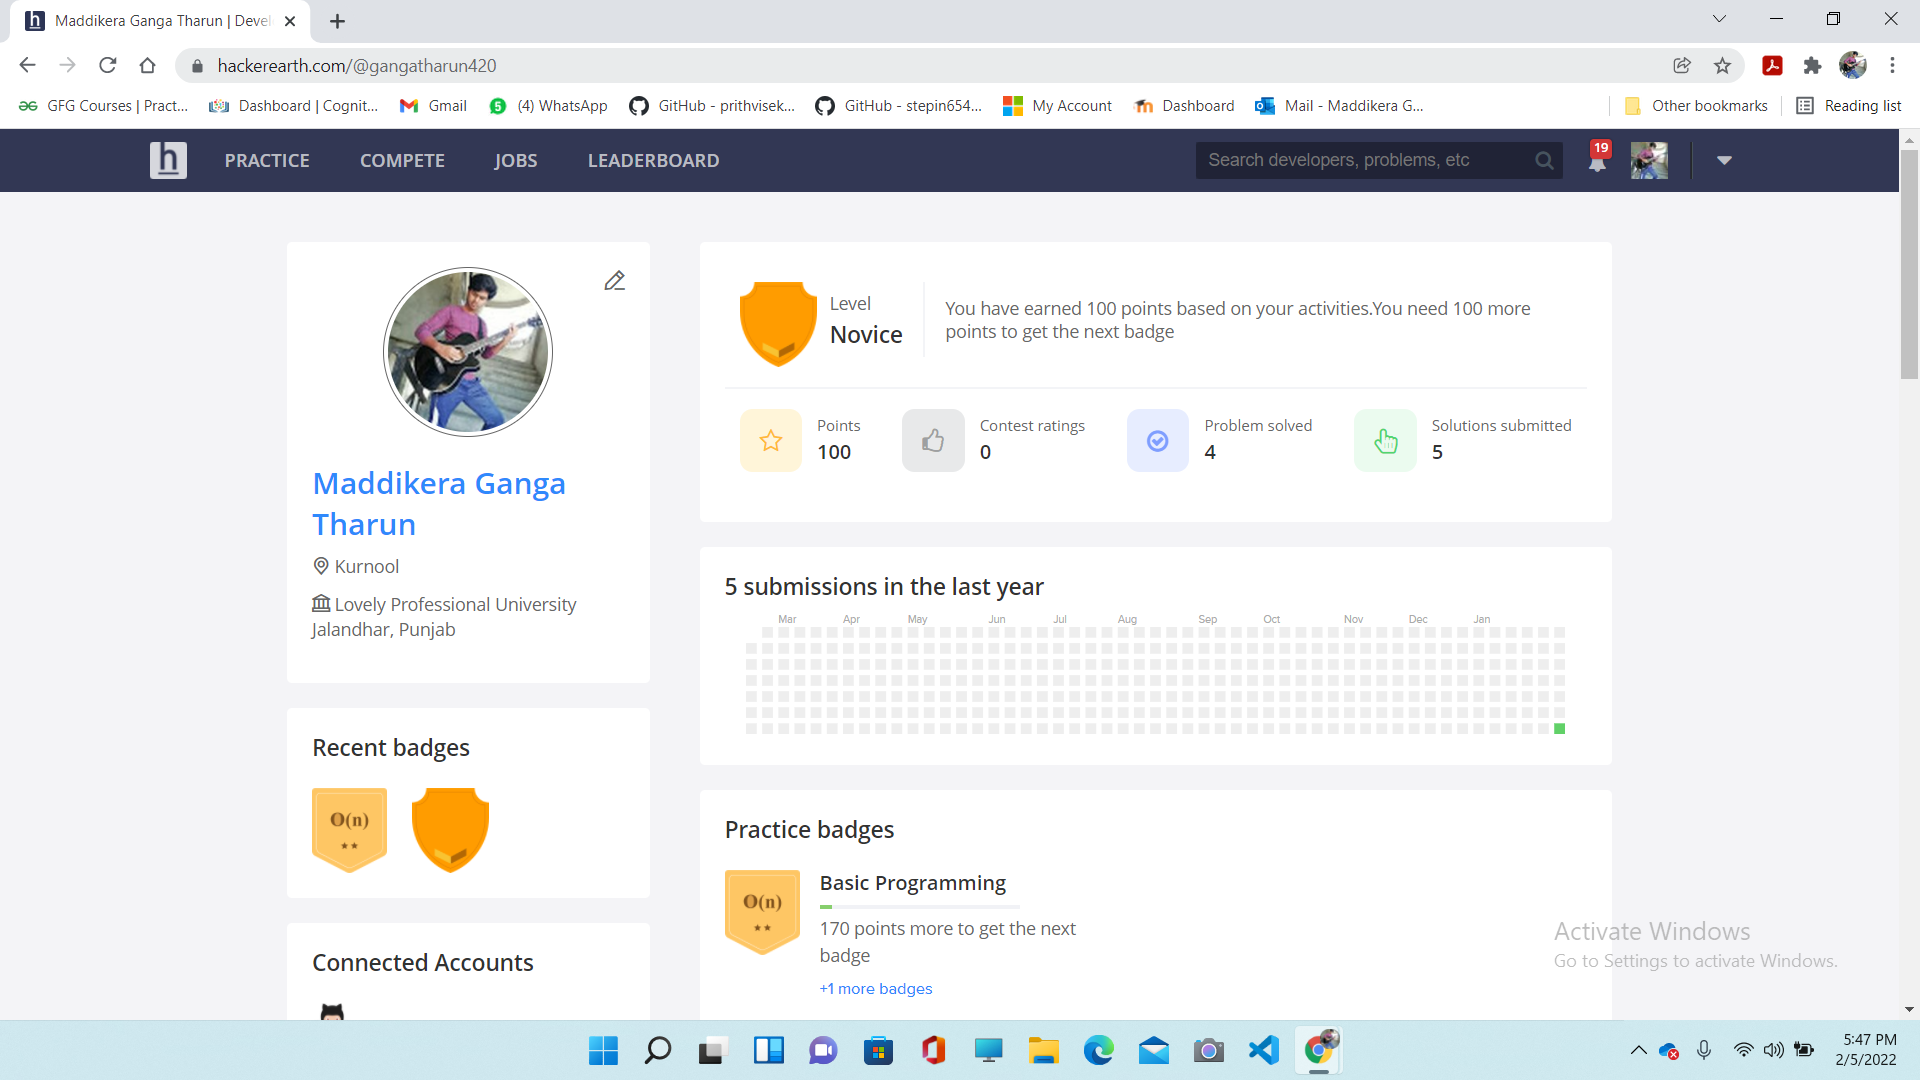 Maddikera Ganga Tharun | Devel
hackerearth.com/@gangatharun420
GFG Courses | Pract...
Dashboard | Cognit...
Gmail
5
(4) WhatsApp
GitHub - prithvisek...
GitHub - stepin654...
My Account
Dashboard
Mail - Maddikera G...
Other bookmarks
Reading list
h
PRACTICE
COMPETE
JOBS
LEADERBOARD
Search developers, problems, etc
19
Maddikera Ganga
Tharun
Kurnool
Lovely Professional University
Jalandhar, Punjab
Recent badges
O(n)
Connected Accounts
Level
Novice
You have earned 100 points based on your activities.You need 100 more
points to get the next badge
Points
100
Contest ratings
0
Problem solved
4
Solutions submitted
5
5 submissions in the last year
Mar Apr May Jun Jul Aug Sep Oct Nov Dec Jan
Practice badges
O(n)
Basic Programming
170 points more to get the next
badge
+1 more badges
Activate Windows
Go to Settings to activate Windows.
5:47 PM
2/5/2022